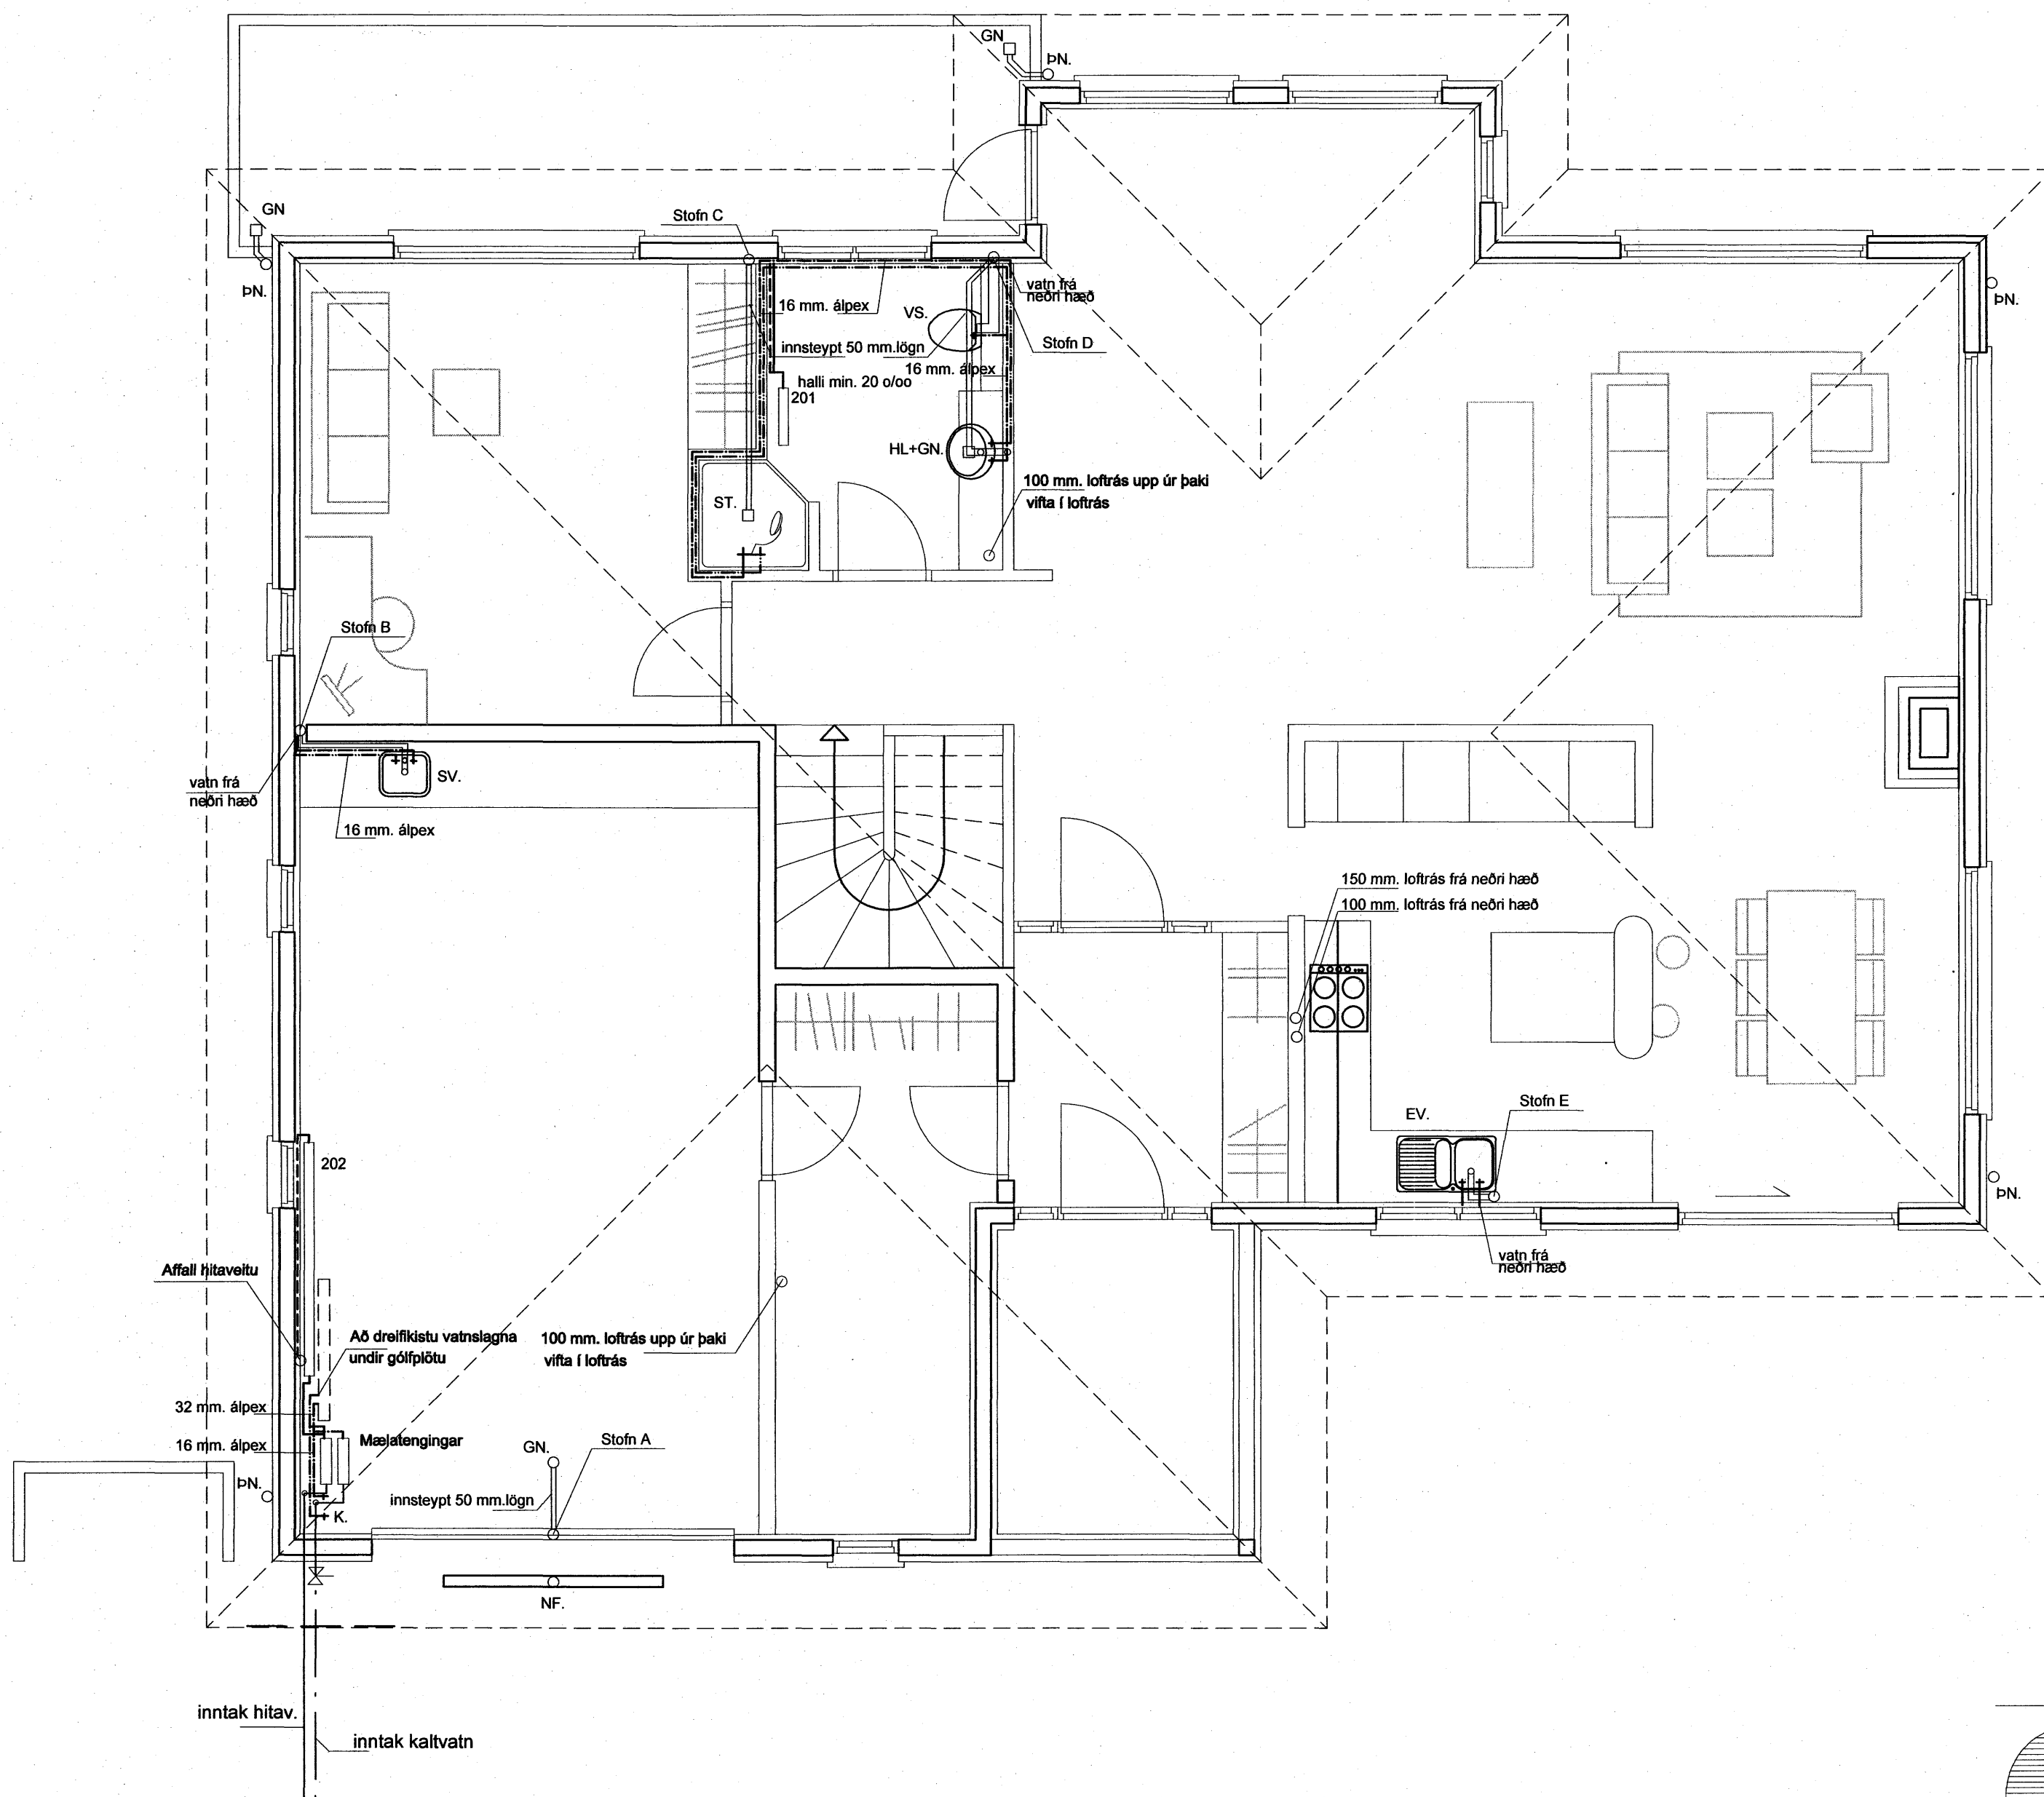 GN
ÞN.
GN
Stofn C
ÞN.
vatn frá
neðri hæð
ÞN.
16 mm. álpex
VS.
innsteypt 50 mm.lögn
Stofn D
16 mm. álpex
halli min. 20 o/oo
201
HL+GN.
100 mm. loftrás upp úr þaki
vifta í loftrás
ST.
Stofn B
SV.
vatn frá
neðri hæð
16 mm. álpex
150 mm. loftrás frá neðri hæð
100 mm. loftrás frá neðri hæð
EV.
Stofn E
202
ÞN.
vatn frá
neðri hæð
Affall hitaveitu
Að dreifikistu vatnslagna
undir gólfplötu
100 mm. loftrás upp úr þaki
vifta í loftrás
32 mm. álpex
16 mm. álpex
Mælatengingar
GN.
Stofn A
ÞN.
innsteypt 50 mm.lögn
K.
NF.
inntak hitav.
inntak kaltvatn